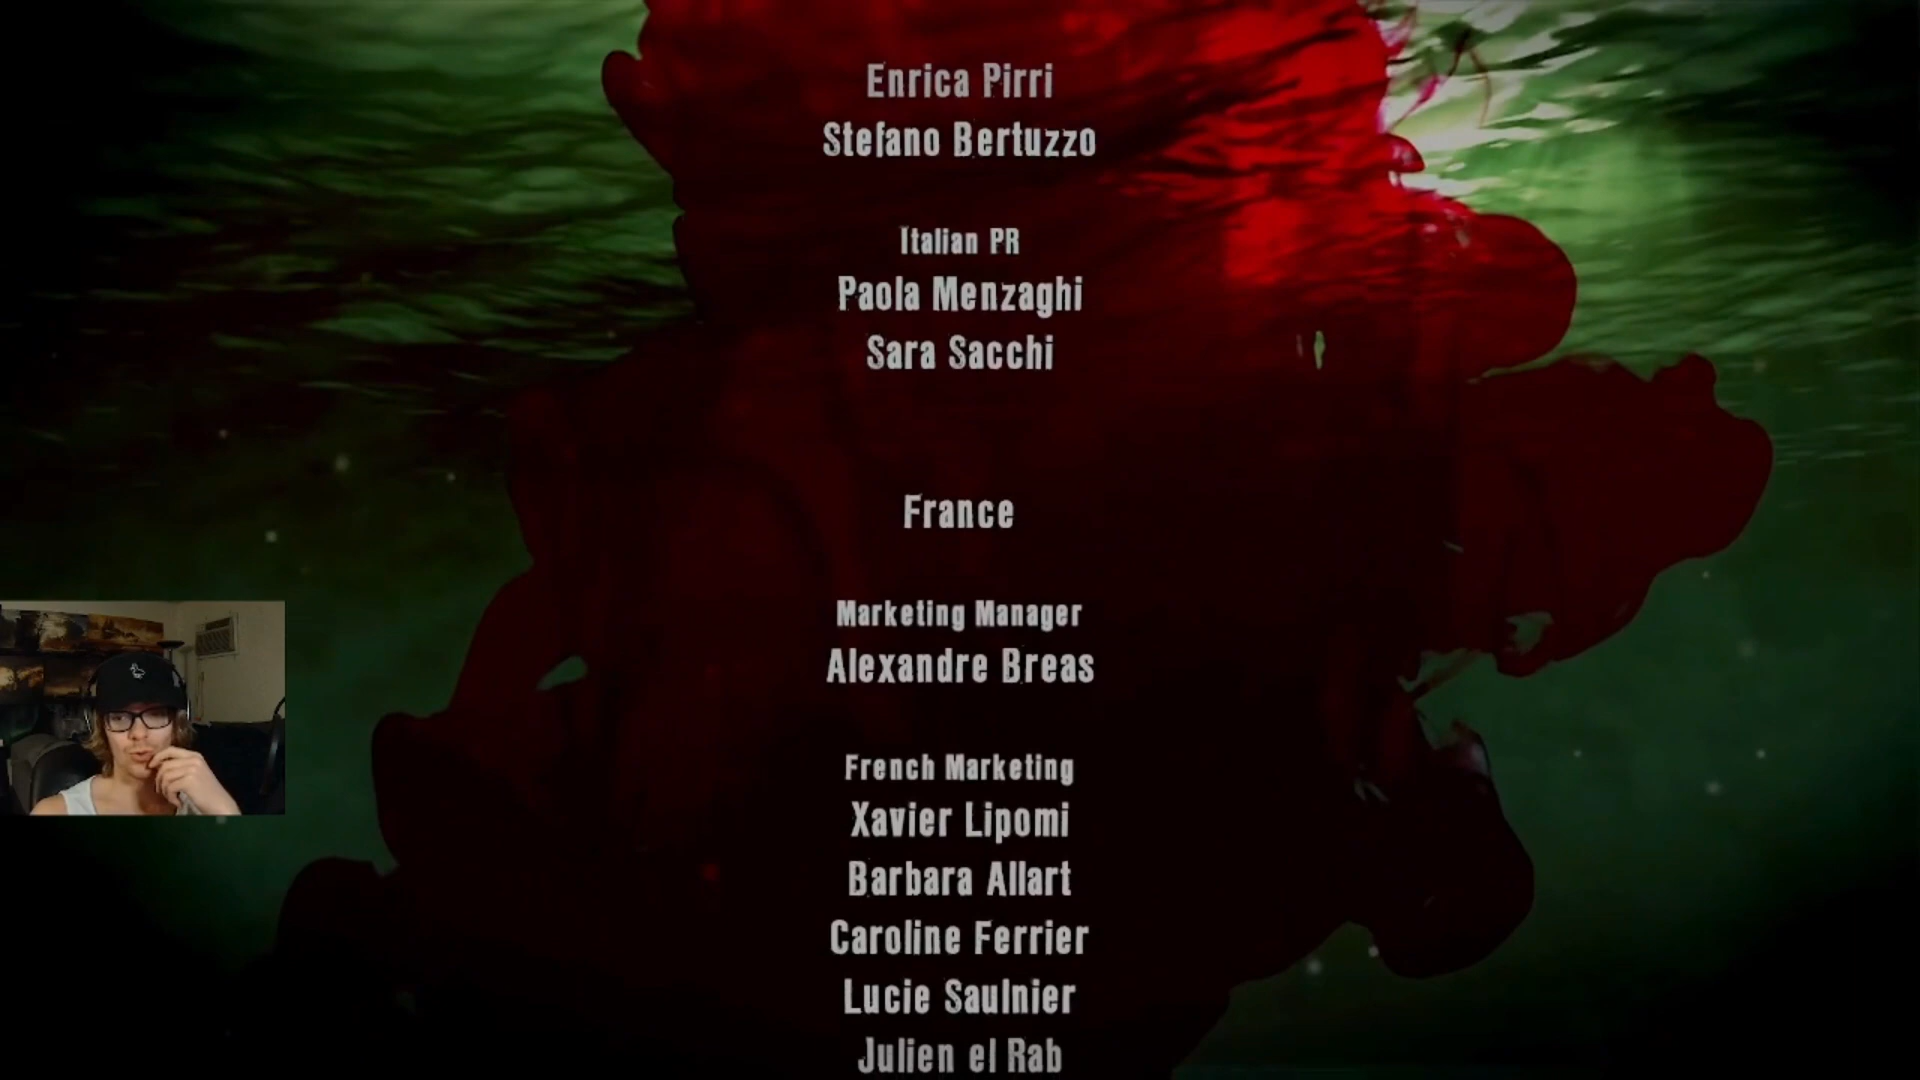 Enrica Pirri
Stefano Bertuzzo
Italian PR
Paola Menzaghi
Sara Sacchi
France
Marketing Manager
Alexandre Breas
French Marketing
Xavier Lipomi
Barbara Allart
Caroline Ferrier
Lucie Saulnier
Julien el Rab